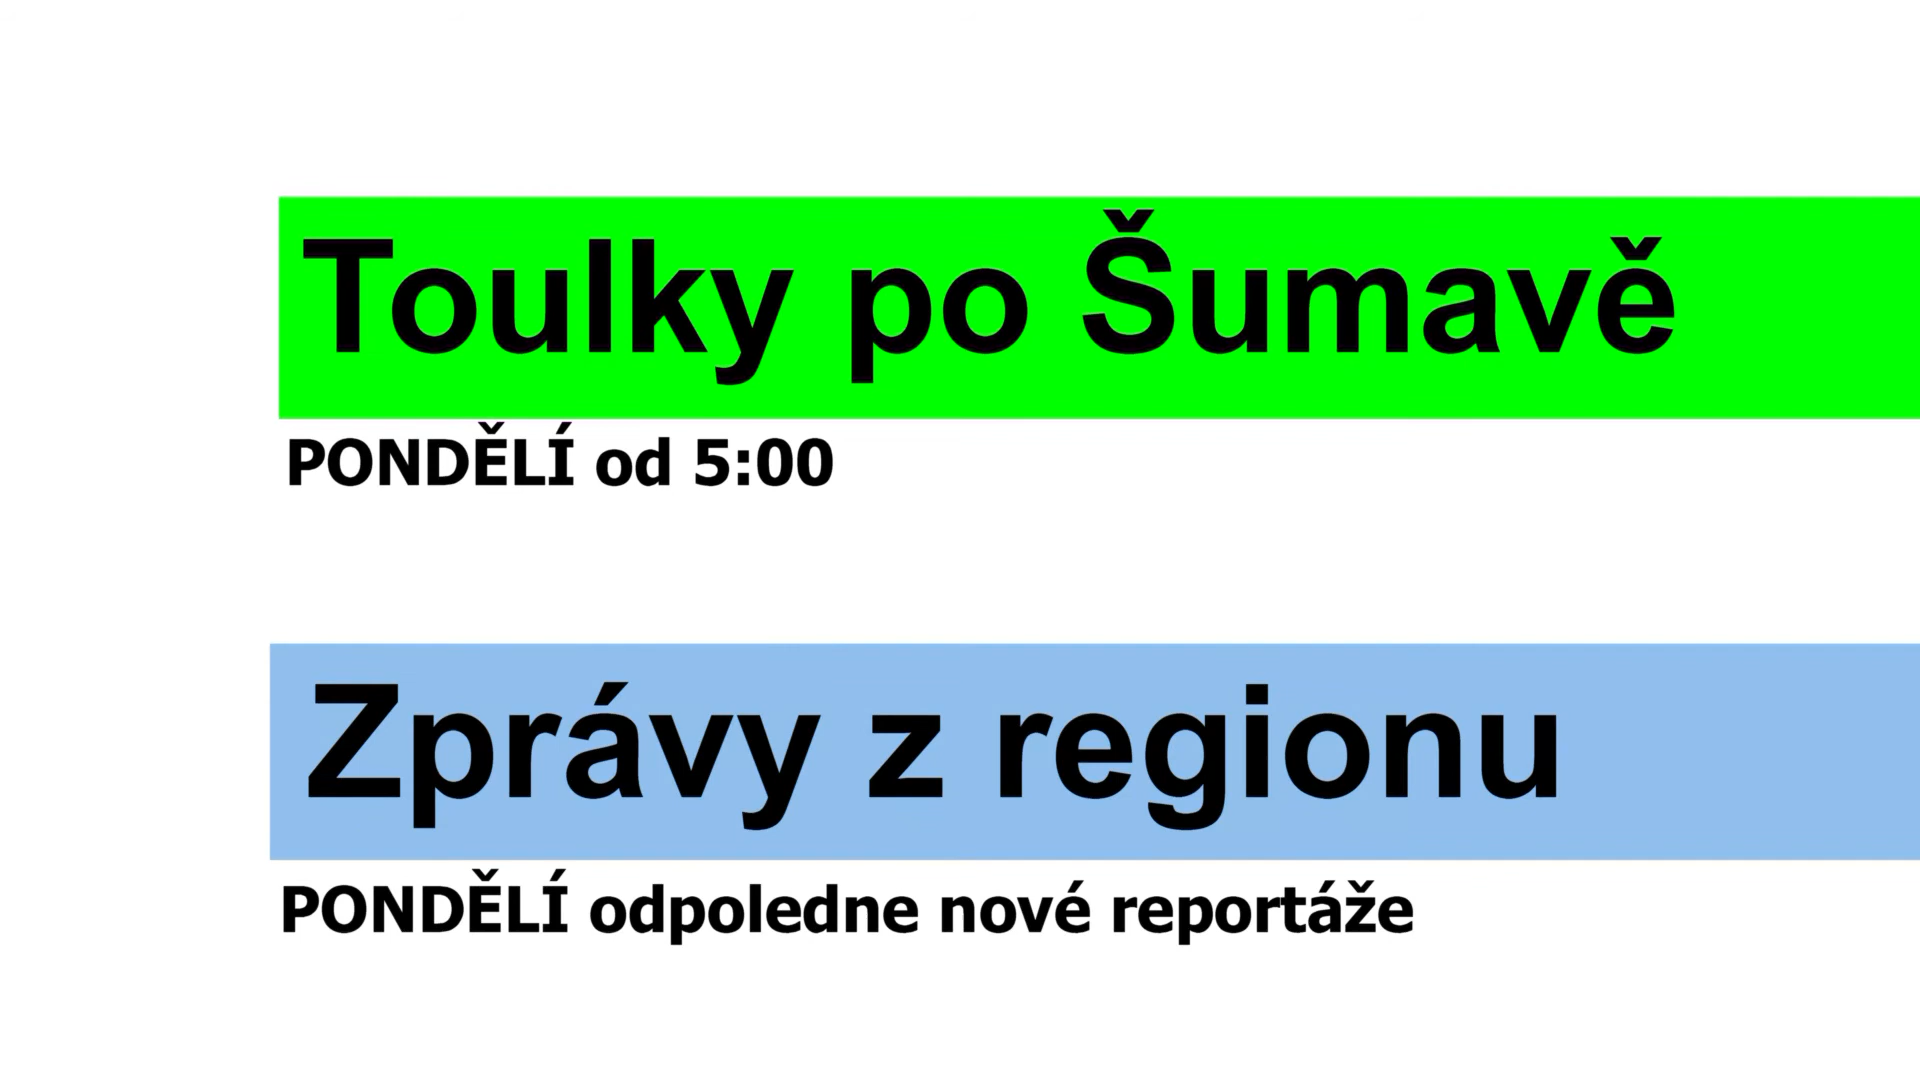 Toulky po Šumavě
PONDĚLÍ od 5:00
Zprávy z regionu
PONDĚLÍ odpoledne nové reportáže